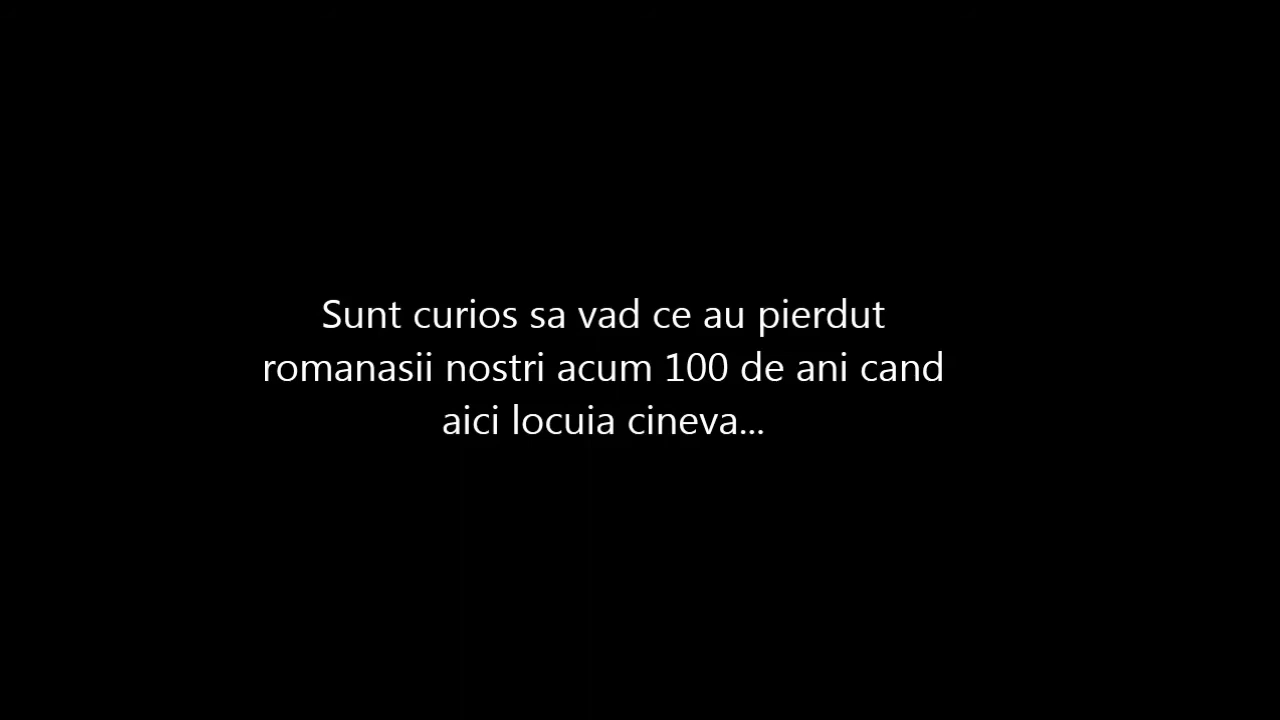 Sunt curios sa vad ce au pierdut
romanasii nostri acum 100 de ani cand
aici locuia cineva...